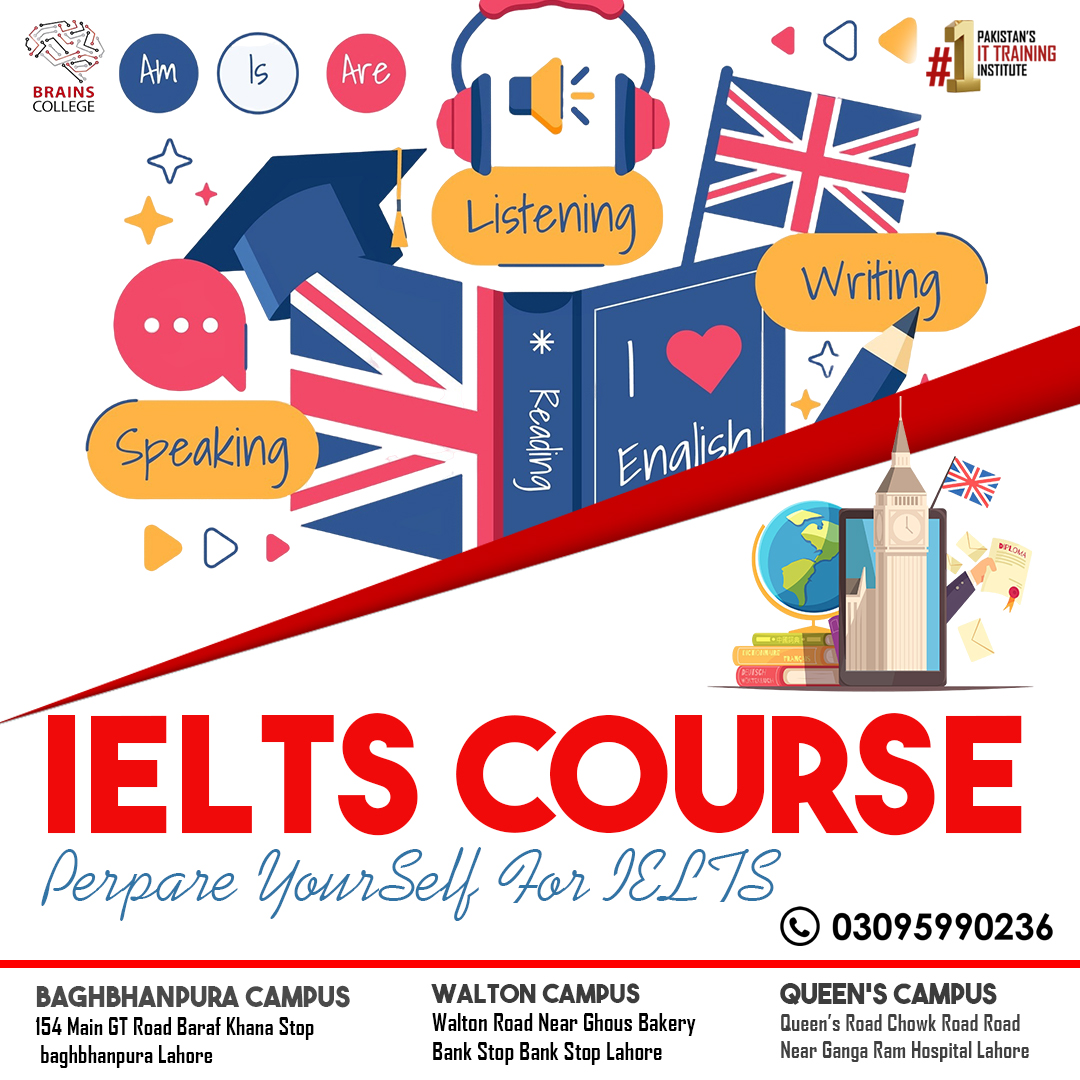 BRAINS
COLLEGE
Am
Is
Are
#1
PAKISTAN'S
IT TRAINING
INSTITUTE
Listening
Writing
Speaking
Reading
I
English
DIPLOMA
DEUTSCH
IELTS COURSE
Perpare YourSelf For IELTS
03095990236
BAGHBHANPURA CAMPUS
154 Main GT Road Baraf Khana Stop
baghbhanpura Lahore
WALTON CAMPUS
Walton Road Near Ghous Bakery
Bank Stop Bank Stop Lahore
QUEEN'S CAMPUS
Queen's Road Chowk Road Road
Near Ganga Ram Hospital Lahore